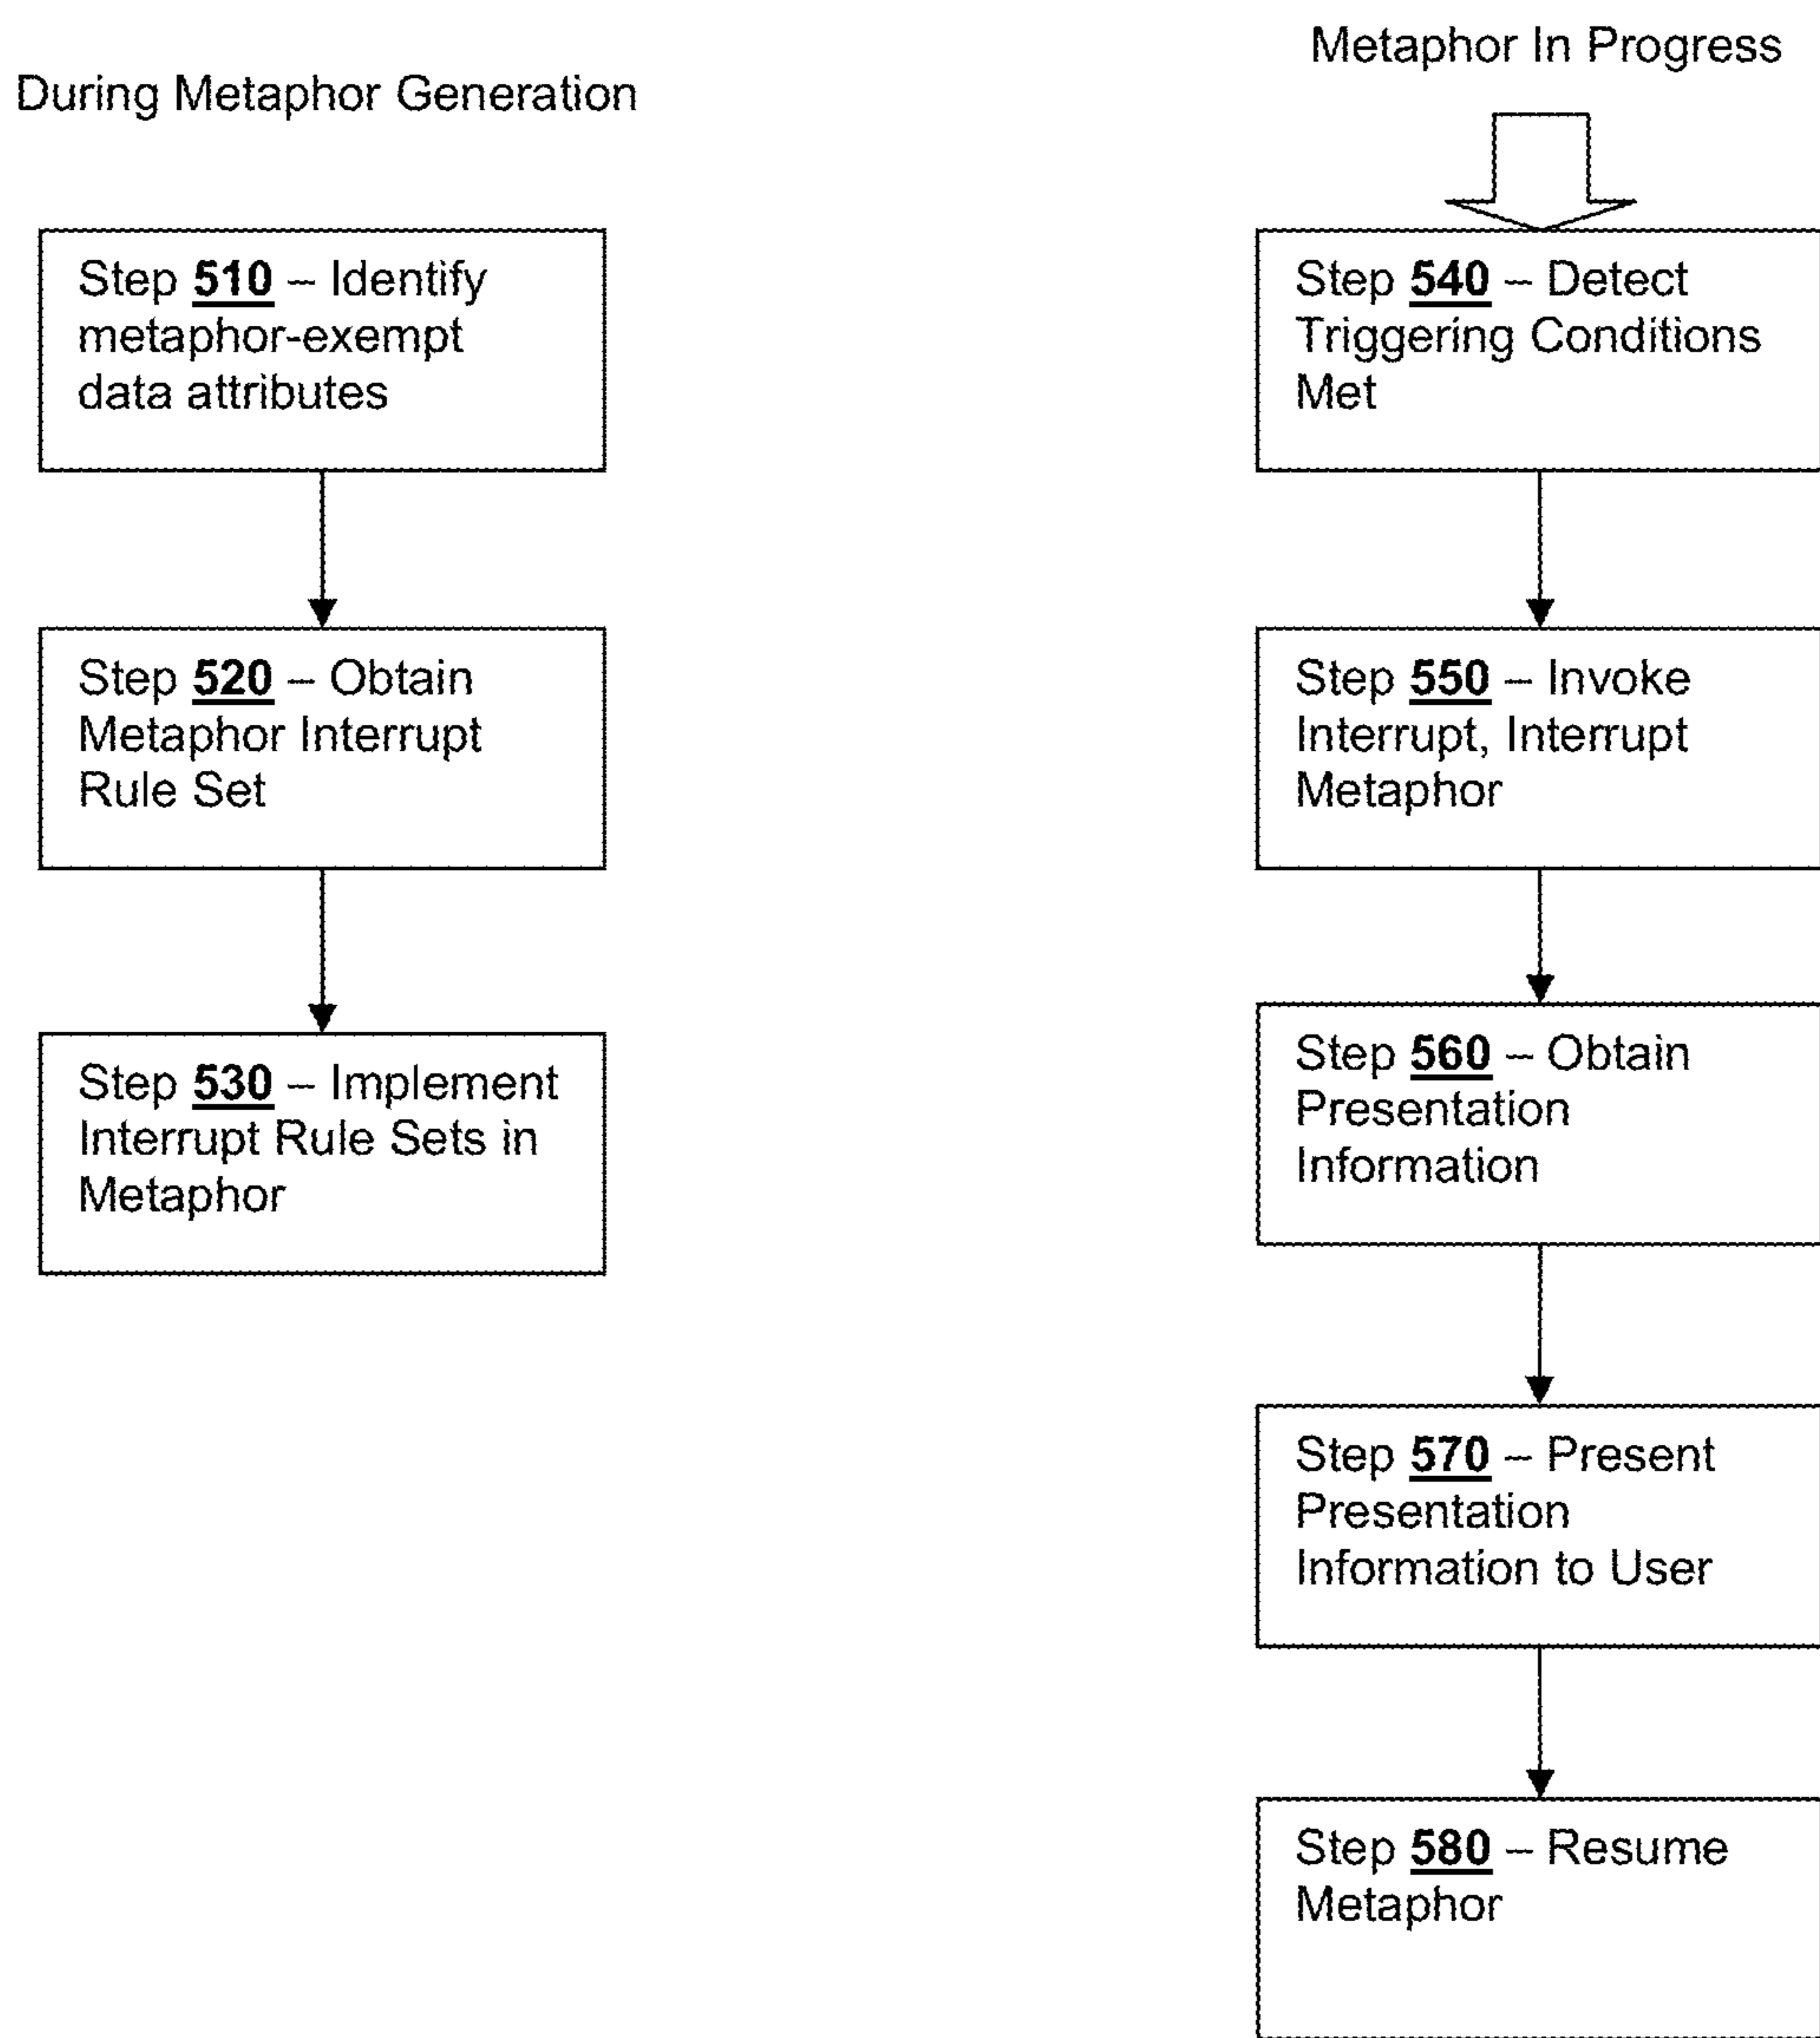 During Metaphor Generation
Step 510 – Identify
metaphor-exempt
data attributes
Step 520 – Obtain
Metaphor Interrupt
Rule Set
Step 530 – Implement
Interrupt Rule Sets in
Metaphor
Metaphor In Progress
Step 540 – Detect
Triggering Conditions
Met
Step 550 – Invoke
Interrupt, Interrupt
Metaphor
Step 560 – Obtain
Presentation
Information
Step 570 – Present
Presentation
Information to User
Step 580 – Resume
Metaphor